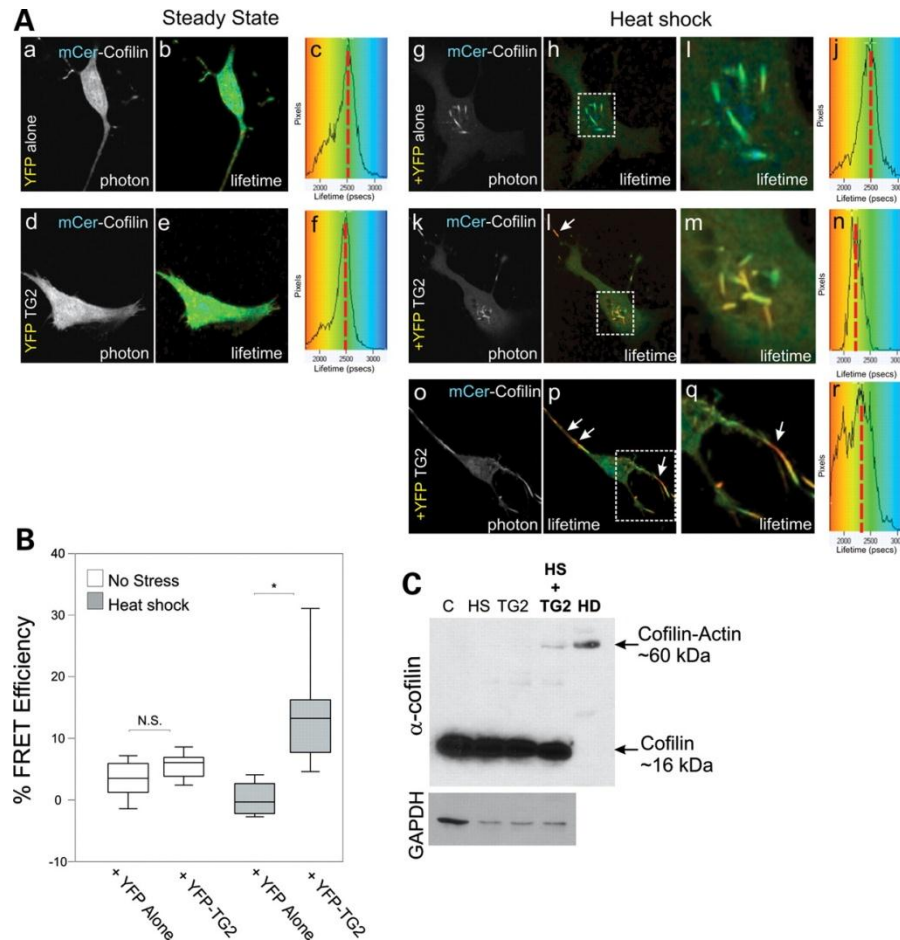 A
Steady State
Heat shock
a
mCer-Cofilin
b
c
YFP alone
photon
lifetime
Pixels
2000 2500 3000
Lifetime (psecs)
g
mCer-Cofilin
h
I
j
+YFP alone
photon
lifetime
lifetime
Pixels
2000 2500 3000
Lifetime (psecs)
d
mCer-Cofilin
e
f
YFP TG2
photon
lifetime
Pixels
2000 2500 3000
Lifetime (psecs)
k
mCer-Cofilin
l
m
n
+YFP TG2
photon
lifetime
lifetime
Pixels
2000 2500 3000
Lifetime (psecs)
o
mCer-Cofilin
p
q
r
+YFP TG2
photon
lifetime
lifetime
Pixels
2000 2500 3000
Lifetime (psecs)
B
% FRET Efficiency
40
30
20
10
0
-10
No Stress
Heat shock
N.S.
*
+ YFP Alone
+ YFP-TG2
+ YFP Alone
+ YFP-TG2
C
C HS TG2 HS + TG2 HD
α-cofilin
Cofilin-Actin
~60 kDa
Cofilin
~16 kDa
GAPDH